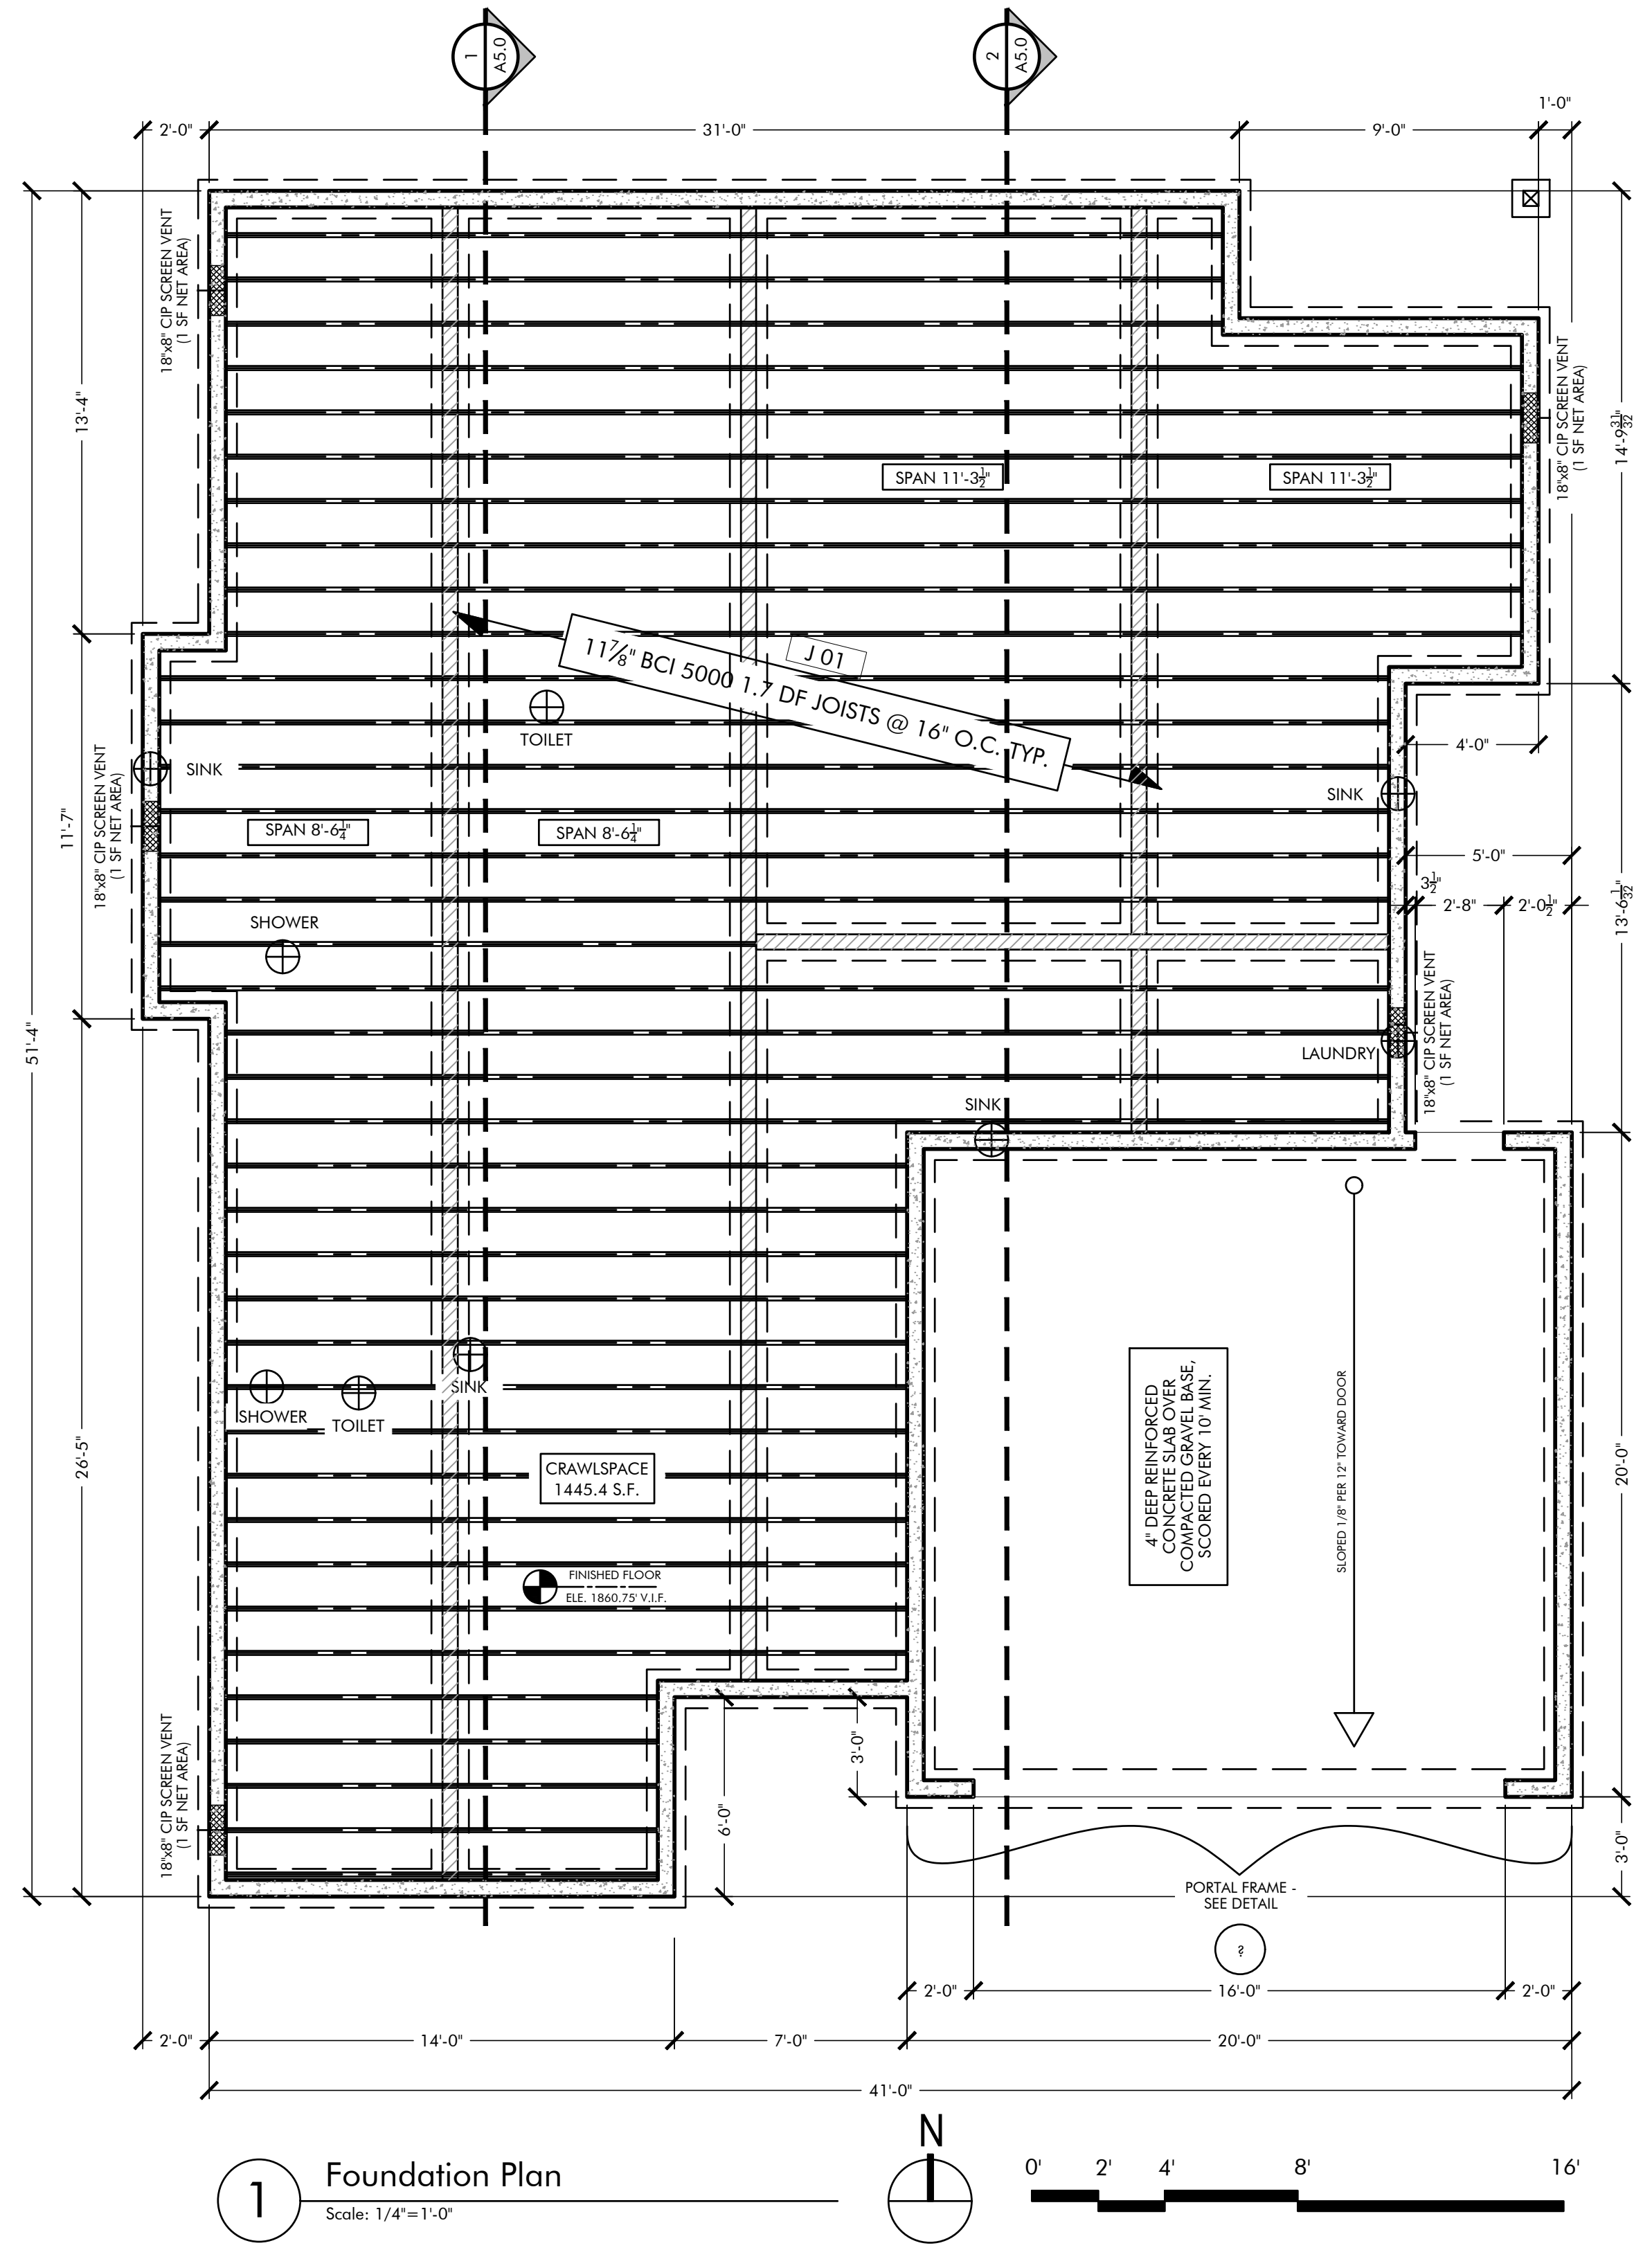 1
A5.0
2
A5.0
1'-0"
2'-0"
31'-0"
9'-0"
18"x8" CIP SCREEN VENT
(1 SF NET AREA)
13'-4"
18"x8" CIP SCREEN VENT
(1 SF NET AREA)
14'-9 31/32"
SPAN 11'-3 1/2"
SPAN 11'-3 1/2"
J 01
11 7/8" BCI 5000 1.7 DF JOISTS @ 16" O.C. TYP.
TOILET
4'-0"
SINK
SINK
18"x8" CIP SCREEN VENT
(1 SF NET AREA)
11'-7"
SPAN 8'-6 1/4"
SPAN 8'-6 1/4"
5'-0"
3 1/2"
2'-8"
2'-0 1/2"
13'-6 1/32"
SHOWER
51'-4"
18"x8" CIP SCREEN VENT
(1 SF NET AREA)
LAUNDRY
SINK
SINK
SHOWER
TOILET
26'-5"
CRAWLSPACE
1445.4 S.F.
4" DEEP REINFORCED
CONCRETE SLAB OVER
COMPACTED GRAVEL BASE,
SCORED EVERY 10' MIN.
SLOPED 1/8" PER 12" TOWARD DOOR
20'-0"
FINISHED FLOOR
ELE. 1860.75' V.I.F.
18"x8" CIP SCREEN VENT
(1 SF NET AREA)
3'-0"
6'-0"
3'-0"
PORTAL FRAME -
SEE DETAIL
?
2'-0"
16'-0"
2'-0"
2'-0"
14'-0"
7'-0"
20'-0"
41'-0"
N
1
Foundation Plan
Scale: 1/4"=1'-0"
0'
2'
4'
8'
16'